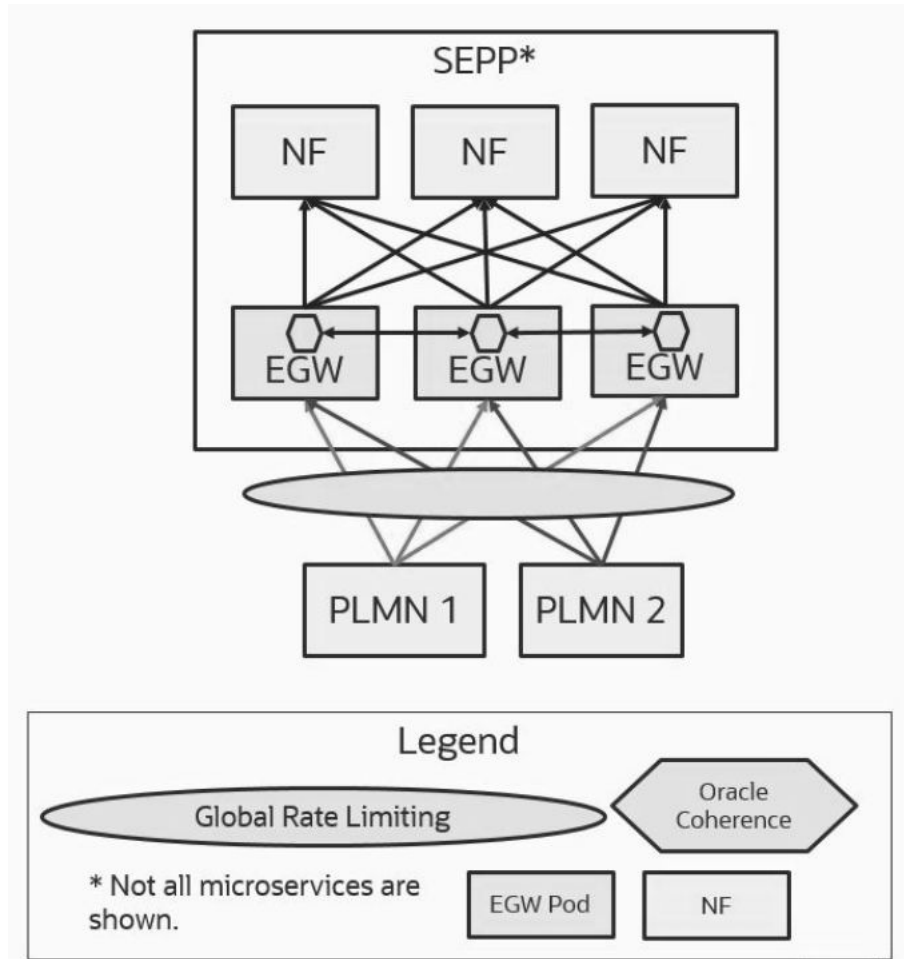 SEPP*
NF NF NF
EGW EGW EGW
PLMN 1 PLMN 2
Legend
Global Rate Limiting
Oracle
Coherence
* Not all microservices are
shown.
EGW Pod
NF